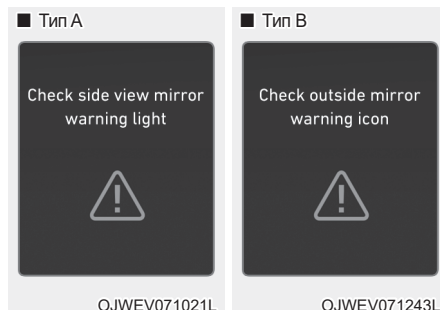 ■ Тип A
Check side view mirror
warning light
OJWEV071021L
■ Тип B
Check outside mirror
warning icon
OJWEV071243L